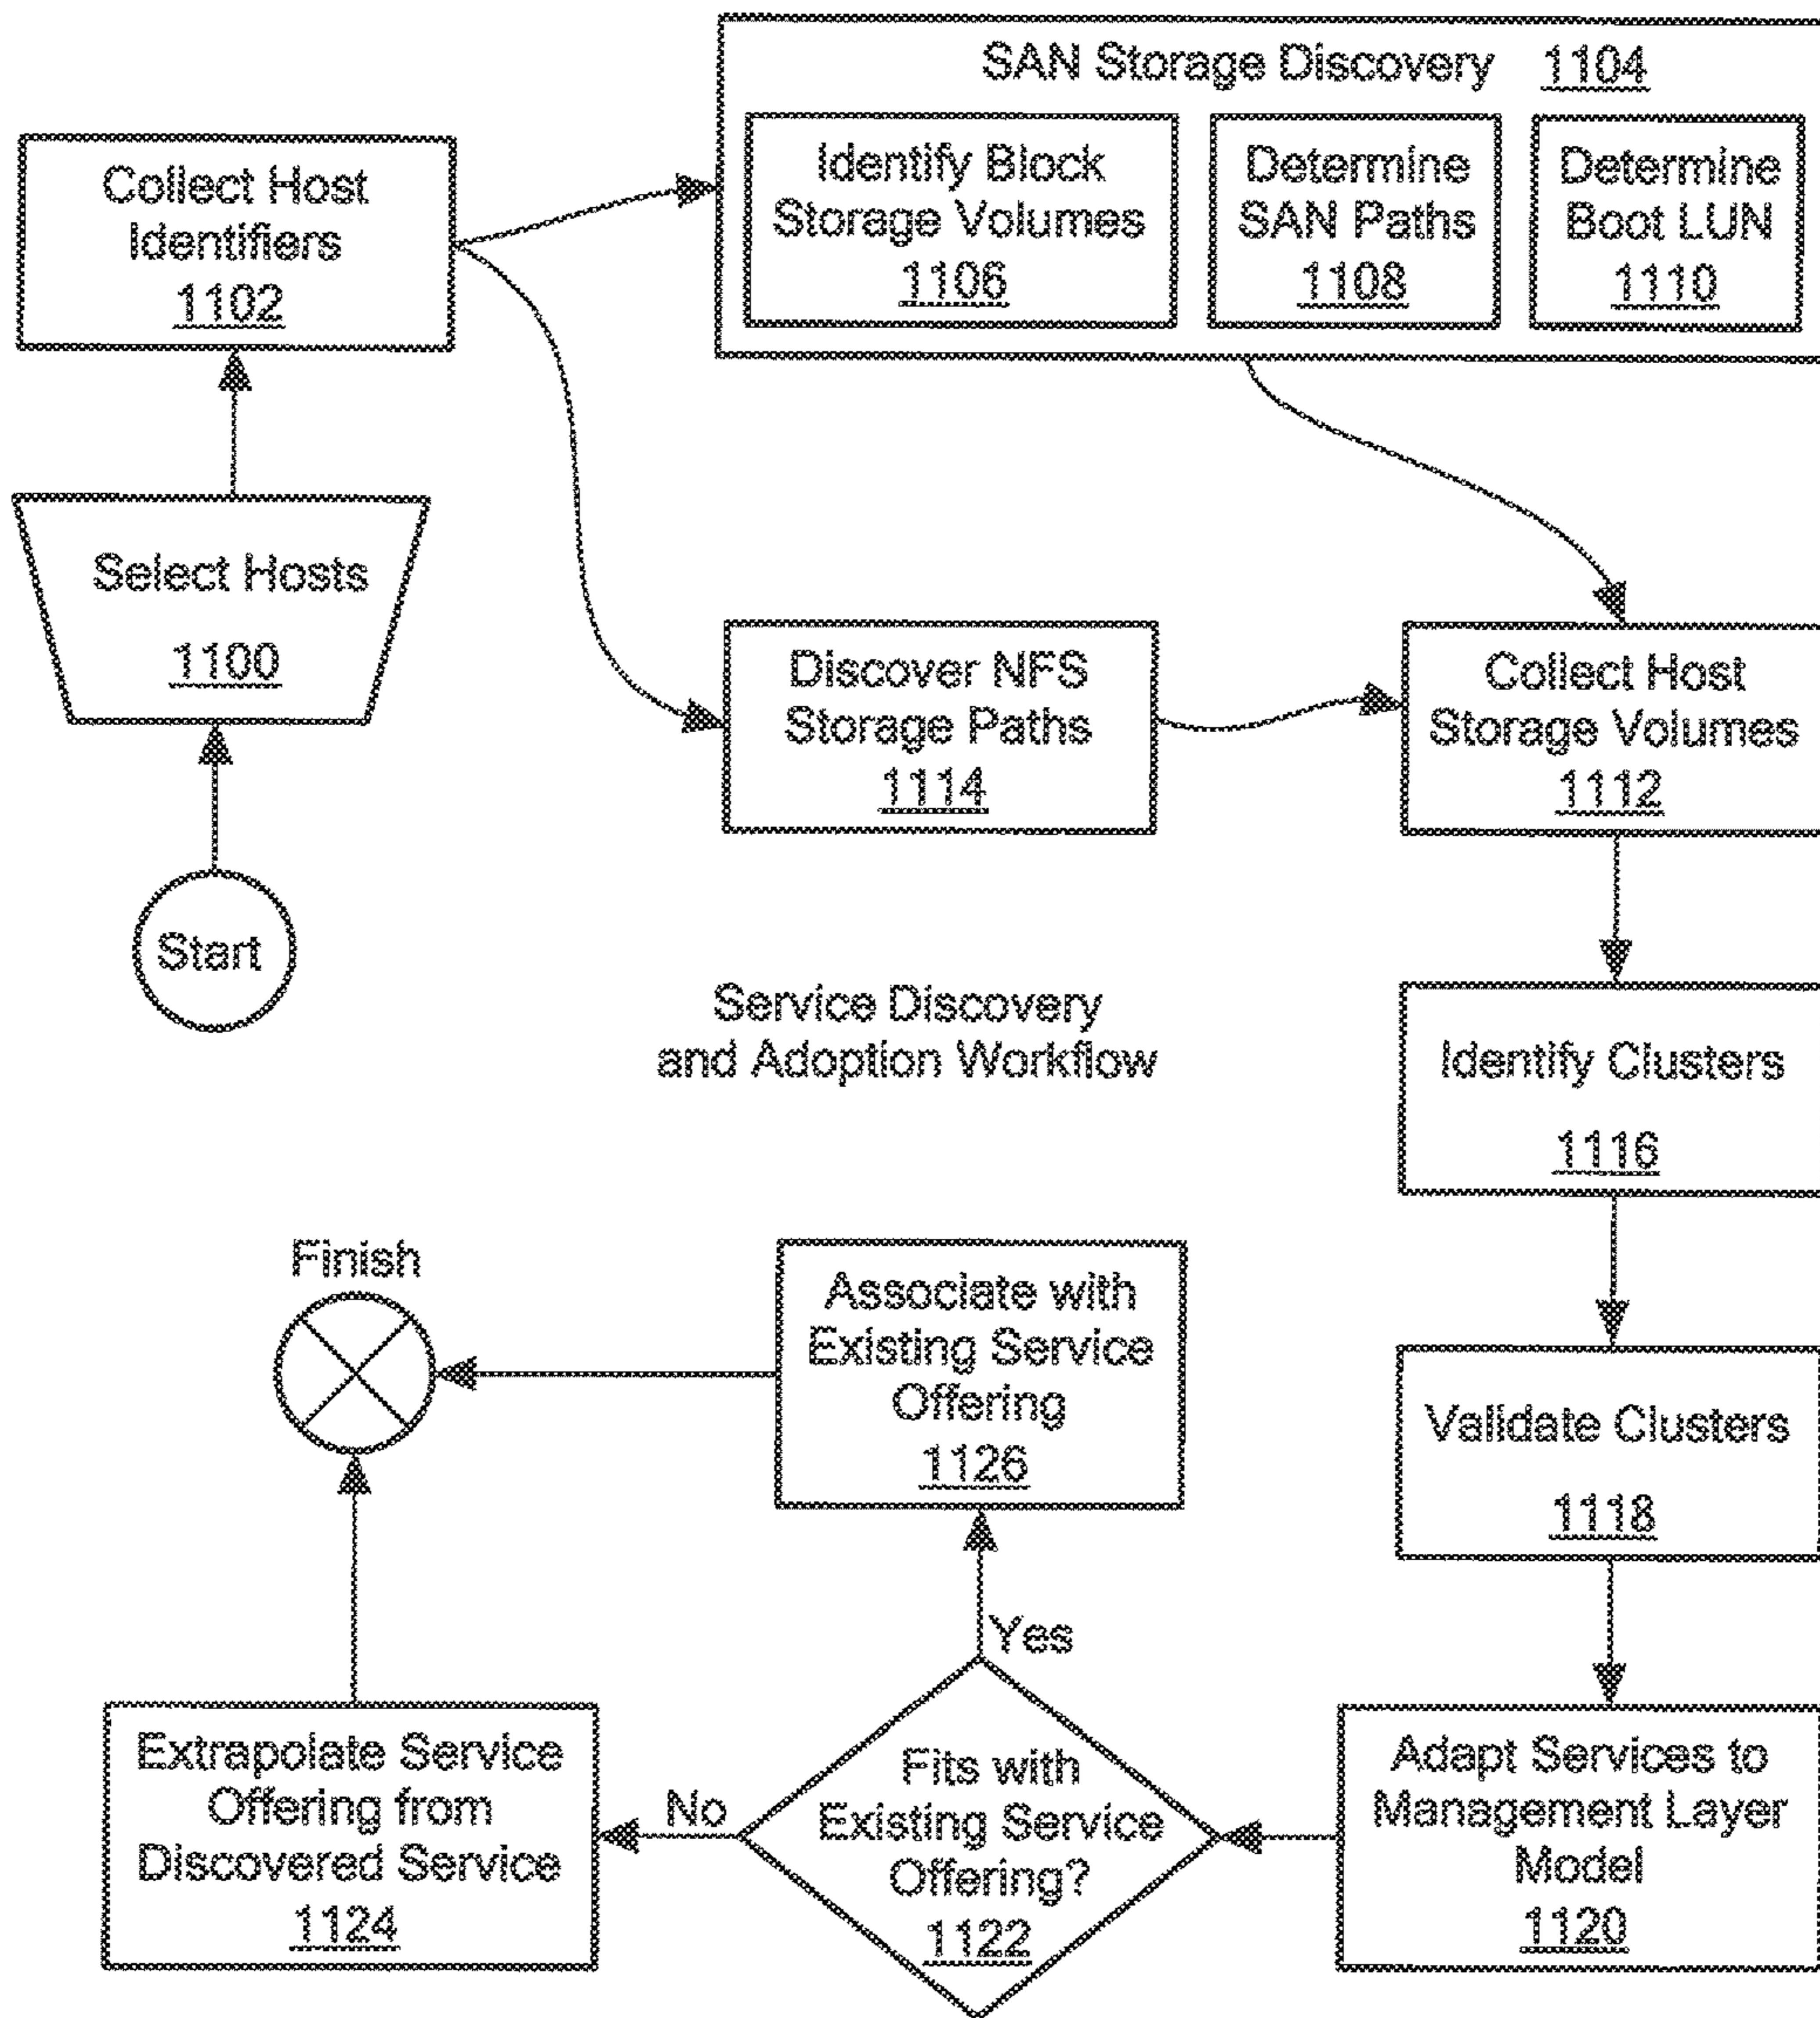 SAN Storage Discovery 1104
Identify Block
Storage Volumes
1106
Determine
SAN Paths
1108
Determine
Boot LUN
1110
Collect Host
Identifiers
1102
Select Hosts
1100
Start
Discover NFS
Storage Paths
1114
Collect Host
Storage Volumes
1112
Service Discovery
and Adoption Workflow
Identify Clusters
1116
Validate Clusters
1118
Adapt Services to
Management Layer
Model
1120
Fits with
Existing Service
Offering?
1122
Yes
No
Associate with
Existing Service
Offering
1126
Extrapolate Service
Offering from
Discovered Service
1124
Finish